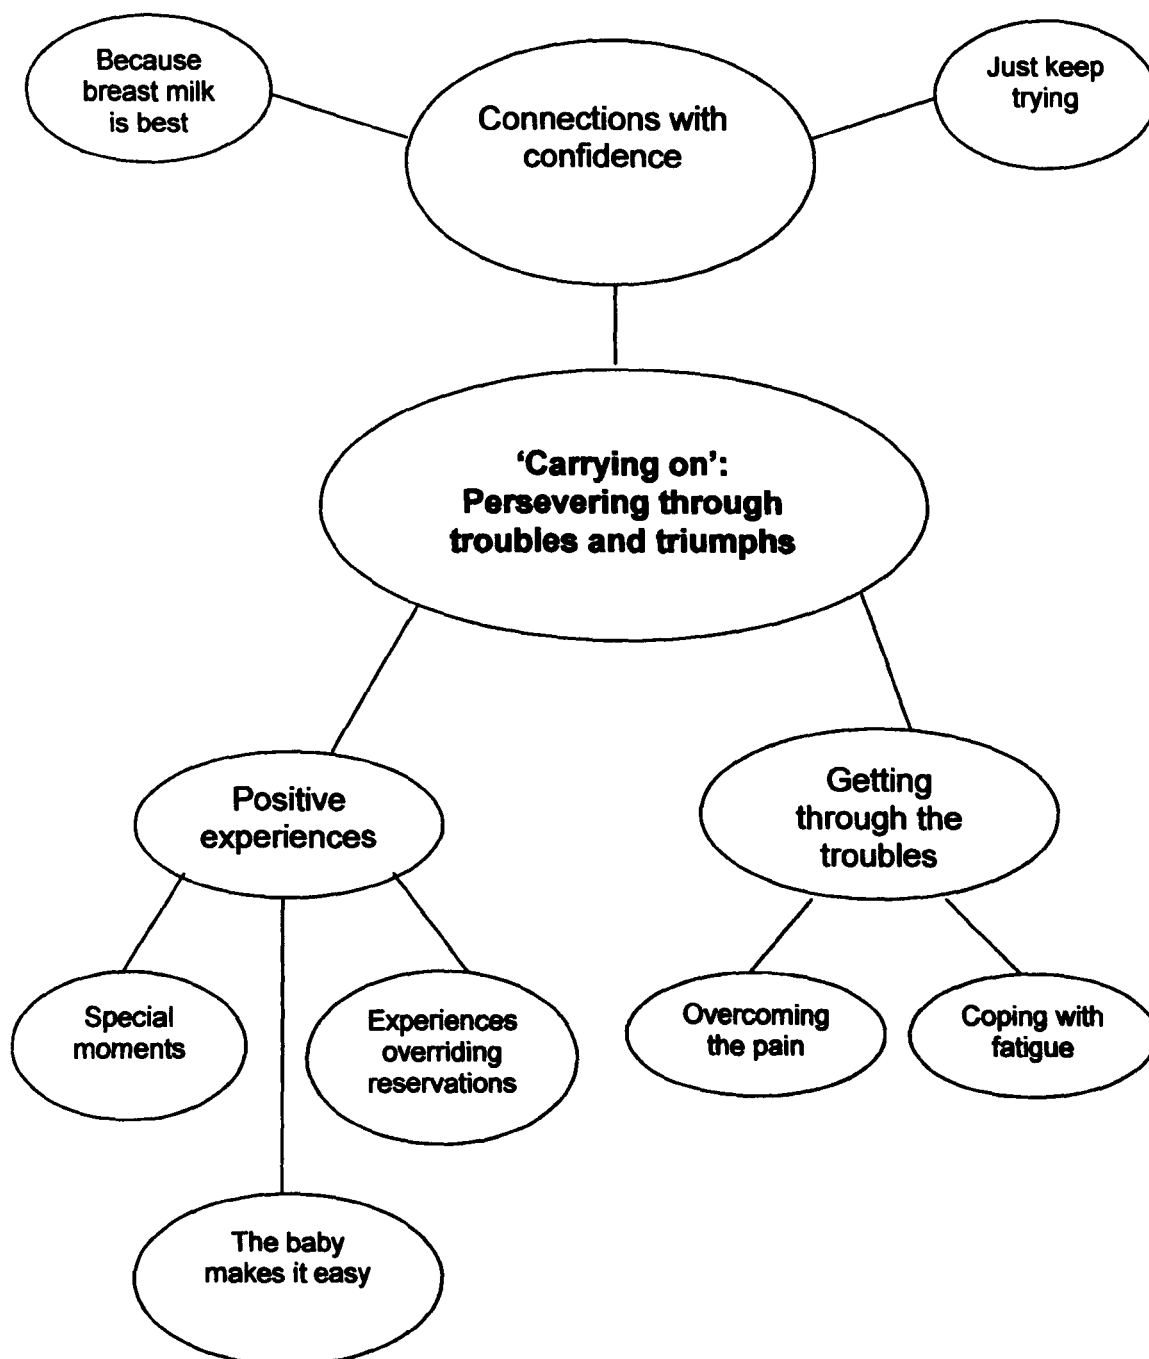 Because
breast milk
is best
Connections with
confidence
Just keep
trying
‘Carrying on’:
Persevering through
troubles and triumphs
Positive
experiences
Getting
through the
troubles
Special
moments
Experiences
overriding
reservations
Overcoming
the pain
Coping with
fatigue
The baby
makes it easy